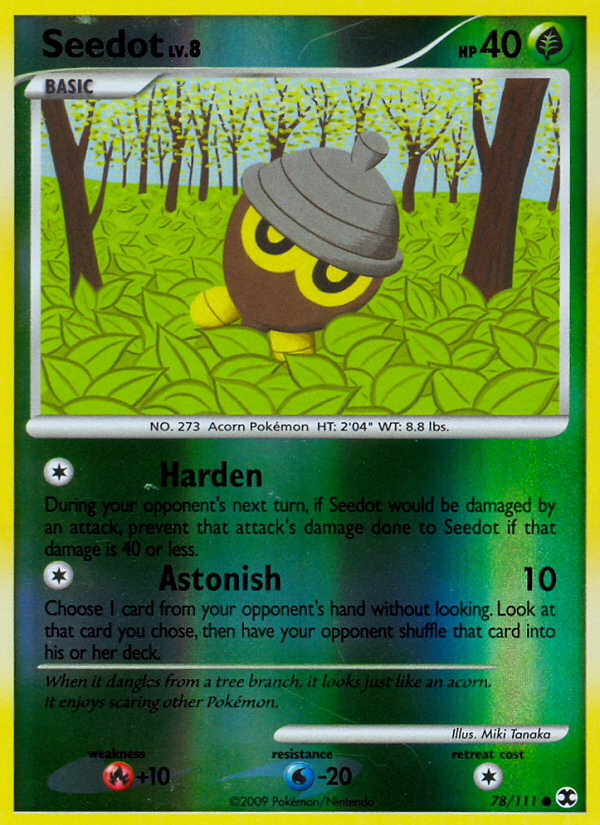 Seedot LV.8 HP 40
BASIC
NO. 273 Acorn Pokémon HT: 2'04" WT: 8.8 lbs.
Harden
During your opponent's next turn, if Seedot would be damaged by
an attack, prevent that attack's damage done to Seedot if that
damage is 40 or less.
Astonish 10
Choose 1 card from your opponent's hand without looking. Look at
that card you chose, then have your opponent shuffle that card into
his or her deck.
When it dangles from a tree branch, it looks just like an acorn.
It enjoys scaring other Pokémon.
Illus. Miki Tanaka
weakness resistance retreat cost
+10 -20
©2009 Pokémon/Nintendo 78/111